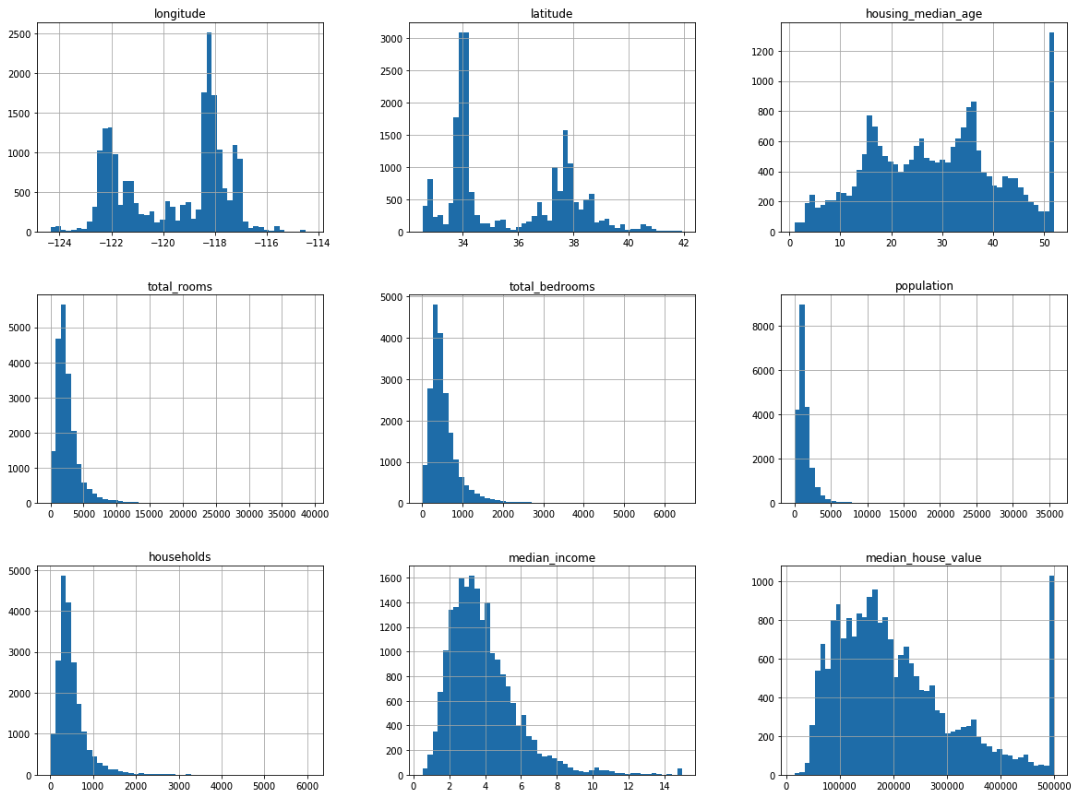 longitude latitude housing_median_age
2500 3000 1200
2000 2500 1000
1500 2000 800
1000 1500 600
500 1000 400
0 500 200
0 0
−124 −122 −120 −118 −116 −114 34 36 38 40 42 0 10 20 30 40 50
total_rooms total_bedrooms population
5000 5000 8000
4000 4000 6000
3000 3000 4000
2000 2000 2000
1000 1000 0
0 0
0 5000 10000 15000 20000 25000 30000 35000 40000 0 1000 2000 3000 4000 5000 6000 0 5000 10000 15000 20000 25000 30000 35000
households median_income median_house_value
5000 1600 1000
4000 1400 800
3000 1200 600
2000 1000 400
1000 800 200
0 600 0
400
200
0
0 1000 2000 3000 4000 5000 6000 0 2 4 6 8 10 12 14 0 100000 200000 300000 400000 500000